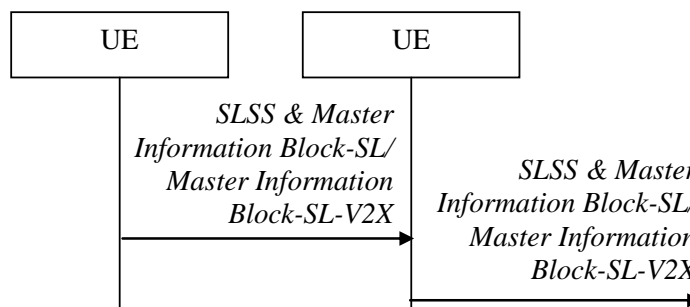 UE
UE
SLSS & Master
Information Block-SL/
Master Information
Block-SL-V2X
SLSS & Master
Information Block-SL/
Master Information
Block-SL-V2X